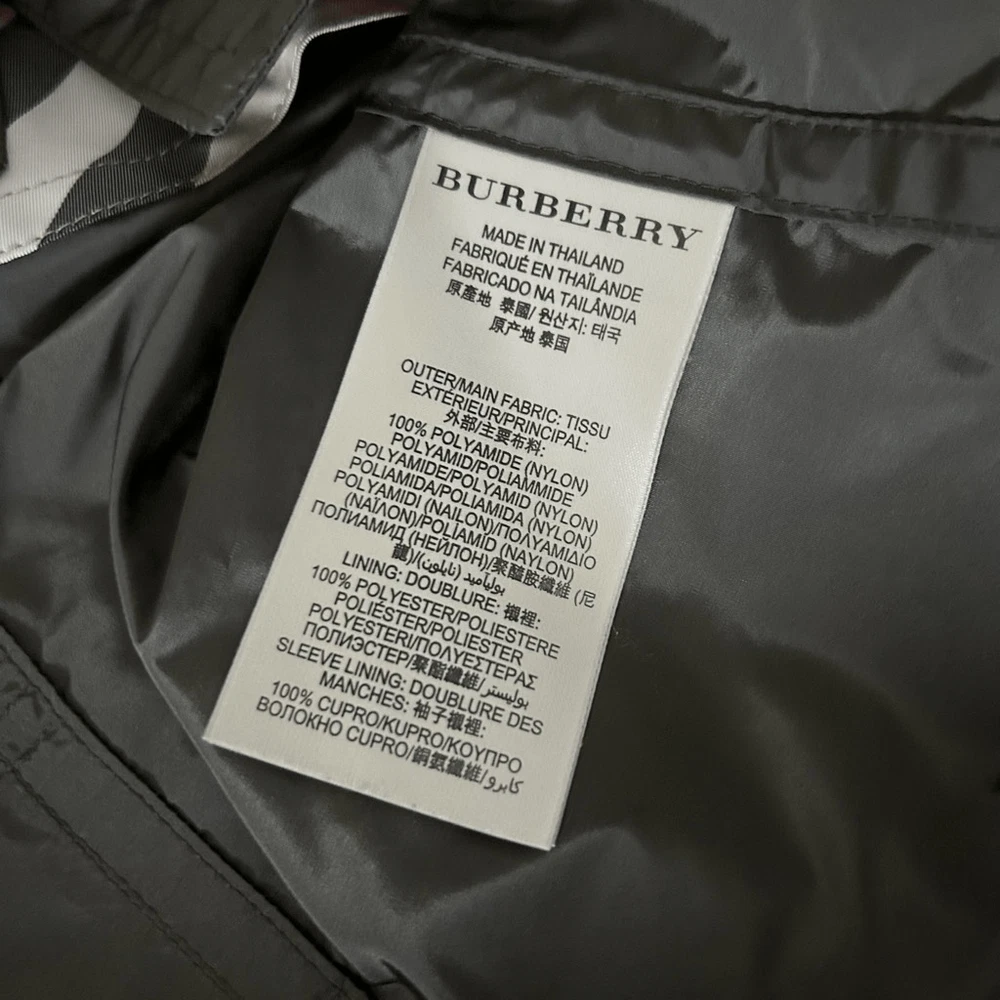 BURBERRY
MADE IN THAILAND
FABRIQUÉ EN THAÏLANDE
FABRICADO NA TAILÂNDIA
原產地 泰國/ 원산지: 태국
原产地 泰国
OUTER/MAIN FABRIC: TISSU
EXTÉRIEUR/PRINCIPAL:
外部/主要布料:
100% POLYAMIDE (NYLON)
POLYAMID/POLIAMMIDE
POLYAMIDE/POLYAMID (NYLON)
POLIAMIDA/POLIAMIDA (NYLON)
POLYAMIDI (NAILON)/ΠΟΛΥΑΜΙΔΙΟ
(ΝΑΪΛΟΝ)/POLIAMID (NAYLON)
ПОЛИАМИД (НЕЙЛОН)/聚醯胺纖維 (尼
龍)/بولياميد (نايلون)
LINING: DOUBLURE: 襯裡:
100% POLYESTER/POLIESTERE
POLIÉSTER/POLIESTER
POLYESTERI/ΠΟΛΥΕΣΤΕΡΑΣ
ПОЛИЭСТЕР/聚酯纖維/بوليستر
SLEEVE LINING: DOUBLURE DES
MANCHES: 袖子襯裡:
100% CUPRO/KUPRO/ΚΟΥΠΡΟ
ВОЛОКНО CUPRO/銅氨纖維/كابرو